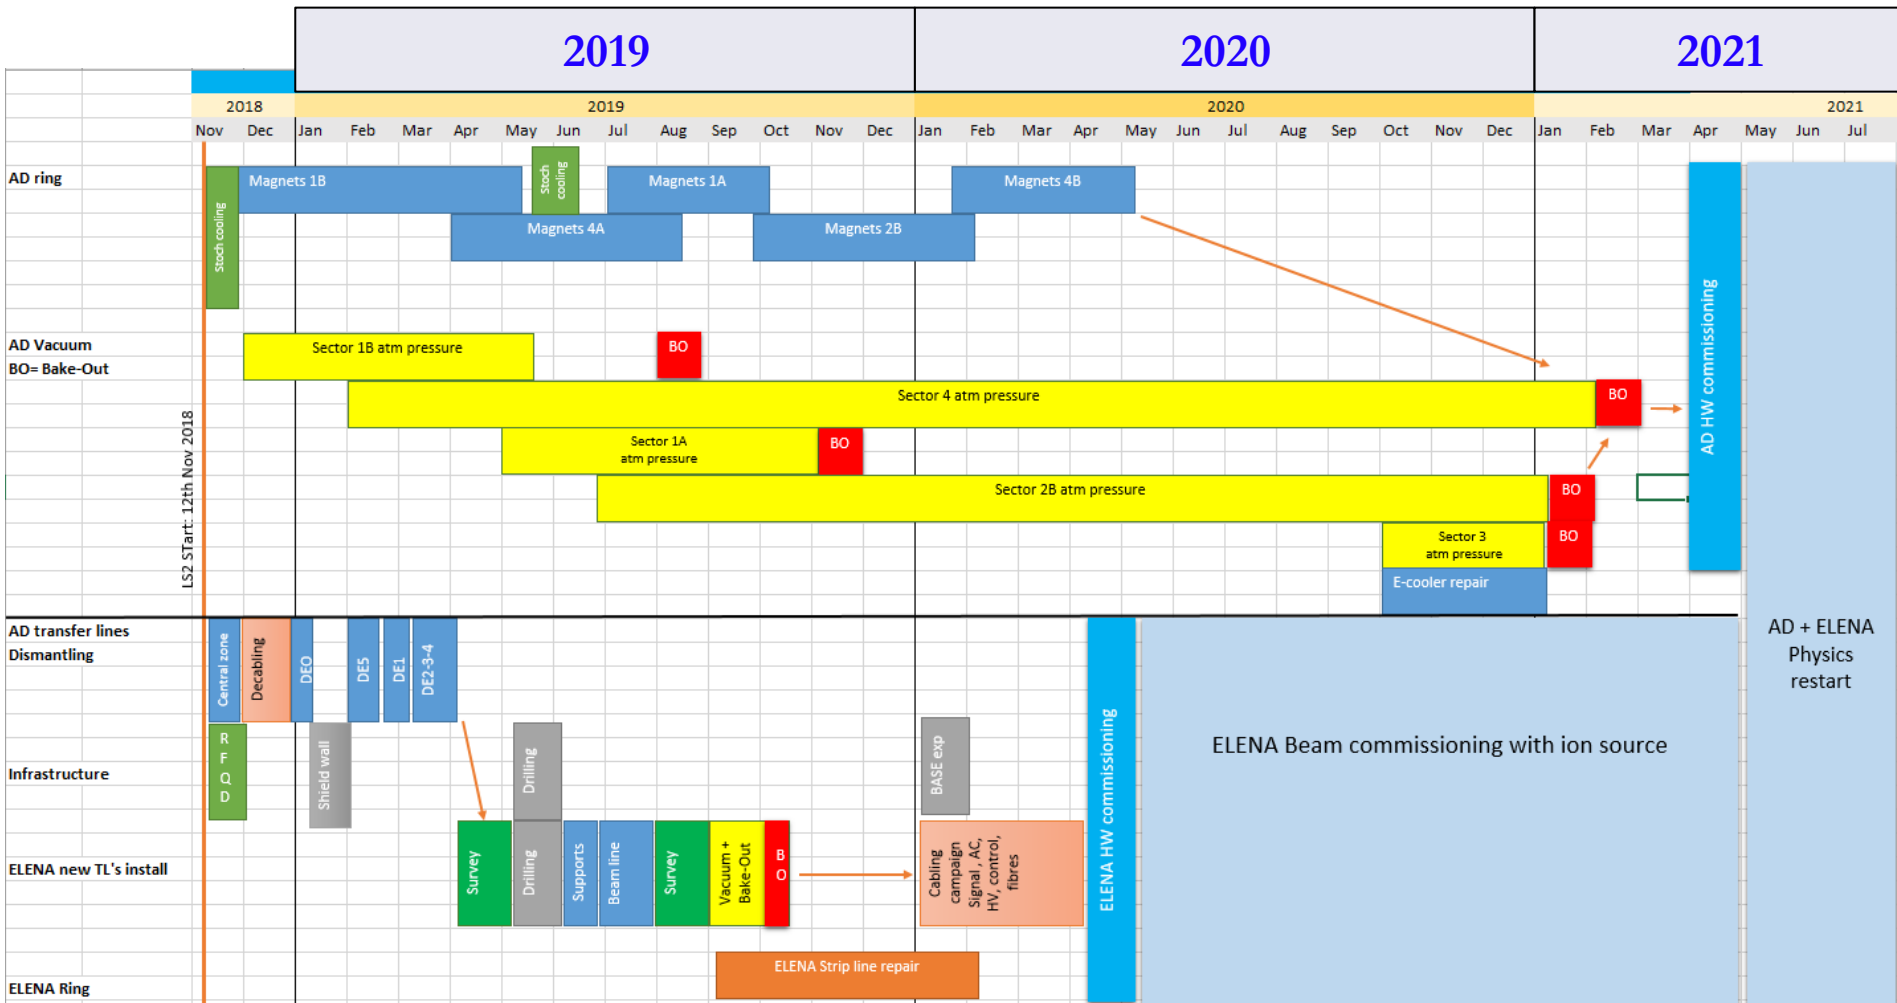 2019
2020
2021
2018
2019
2020
2021
Nov Dec Jan Feb Mar Apr May Jun Jul Aug Sep Oct Nov Dec Jan Feb Mar Apr May Jun Jul Aug Sep Oct Nov Dec Jan Feb Mar Apr May Jun Jul
AD ring
Stoch cooling
Magnets 1B
Stoch
cooling
Magnets 1A
Magnets 4B
Magnets 4A
Magnets 2B
AD HW commissioning
AD Vacuum
BO= Bake-Out
Sector 1B atm pressure
BO
Sector 4 atm pressure
BO
Sector 1A
atm pressure
BO
Sector 2B atm pressure
BO
Sector 3
atm pressure
BO
E-cooler repair
LS2 STart: 12th Nov 2018
AD transfer lines
Dismantling
Central zone
Decabling
DE0
DE5
DE1
DE2-3-4
AD + ELENA
Physics
restart
Infrastructure
R
F
Q
D
Shield wall
Drilling
BASE exp
ELENA HW commissioning
ELENA Beam commissioning with ion source
ELENA new TL's install
Survey
Drilling
Supports
Beam line
Survey
Vacuum +
Bake-Out
B
O
Cabling
campaign
Signal , AC,
HV, control,
fibres
ELENA Strip line repair
ELENA Ring